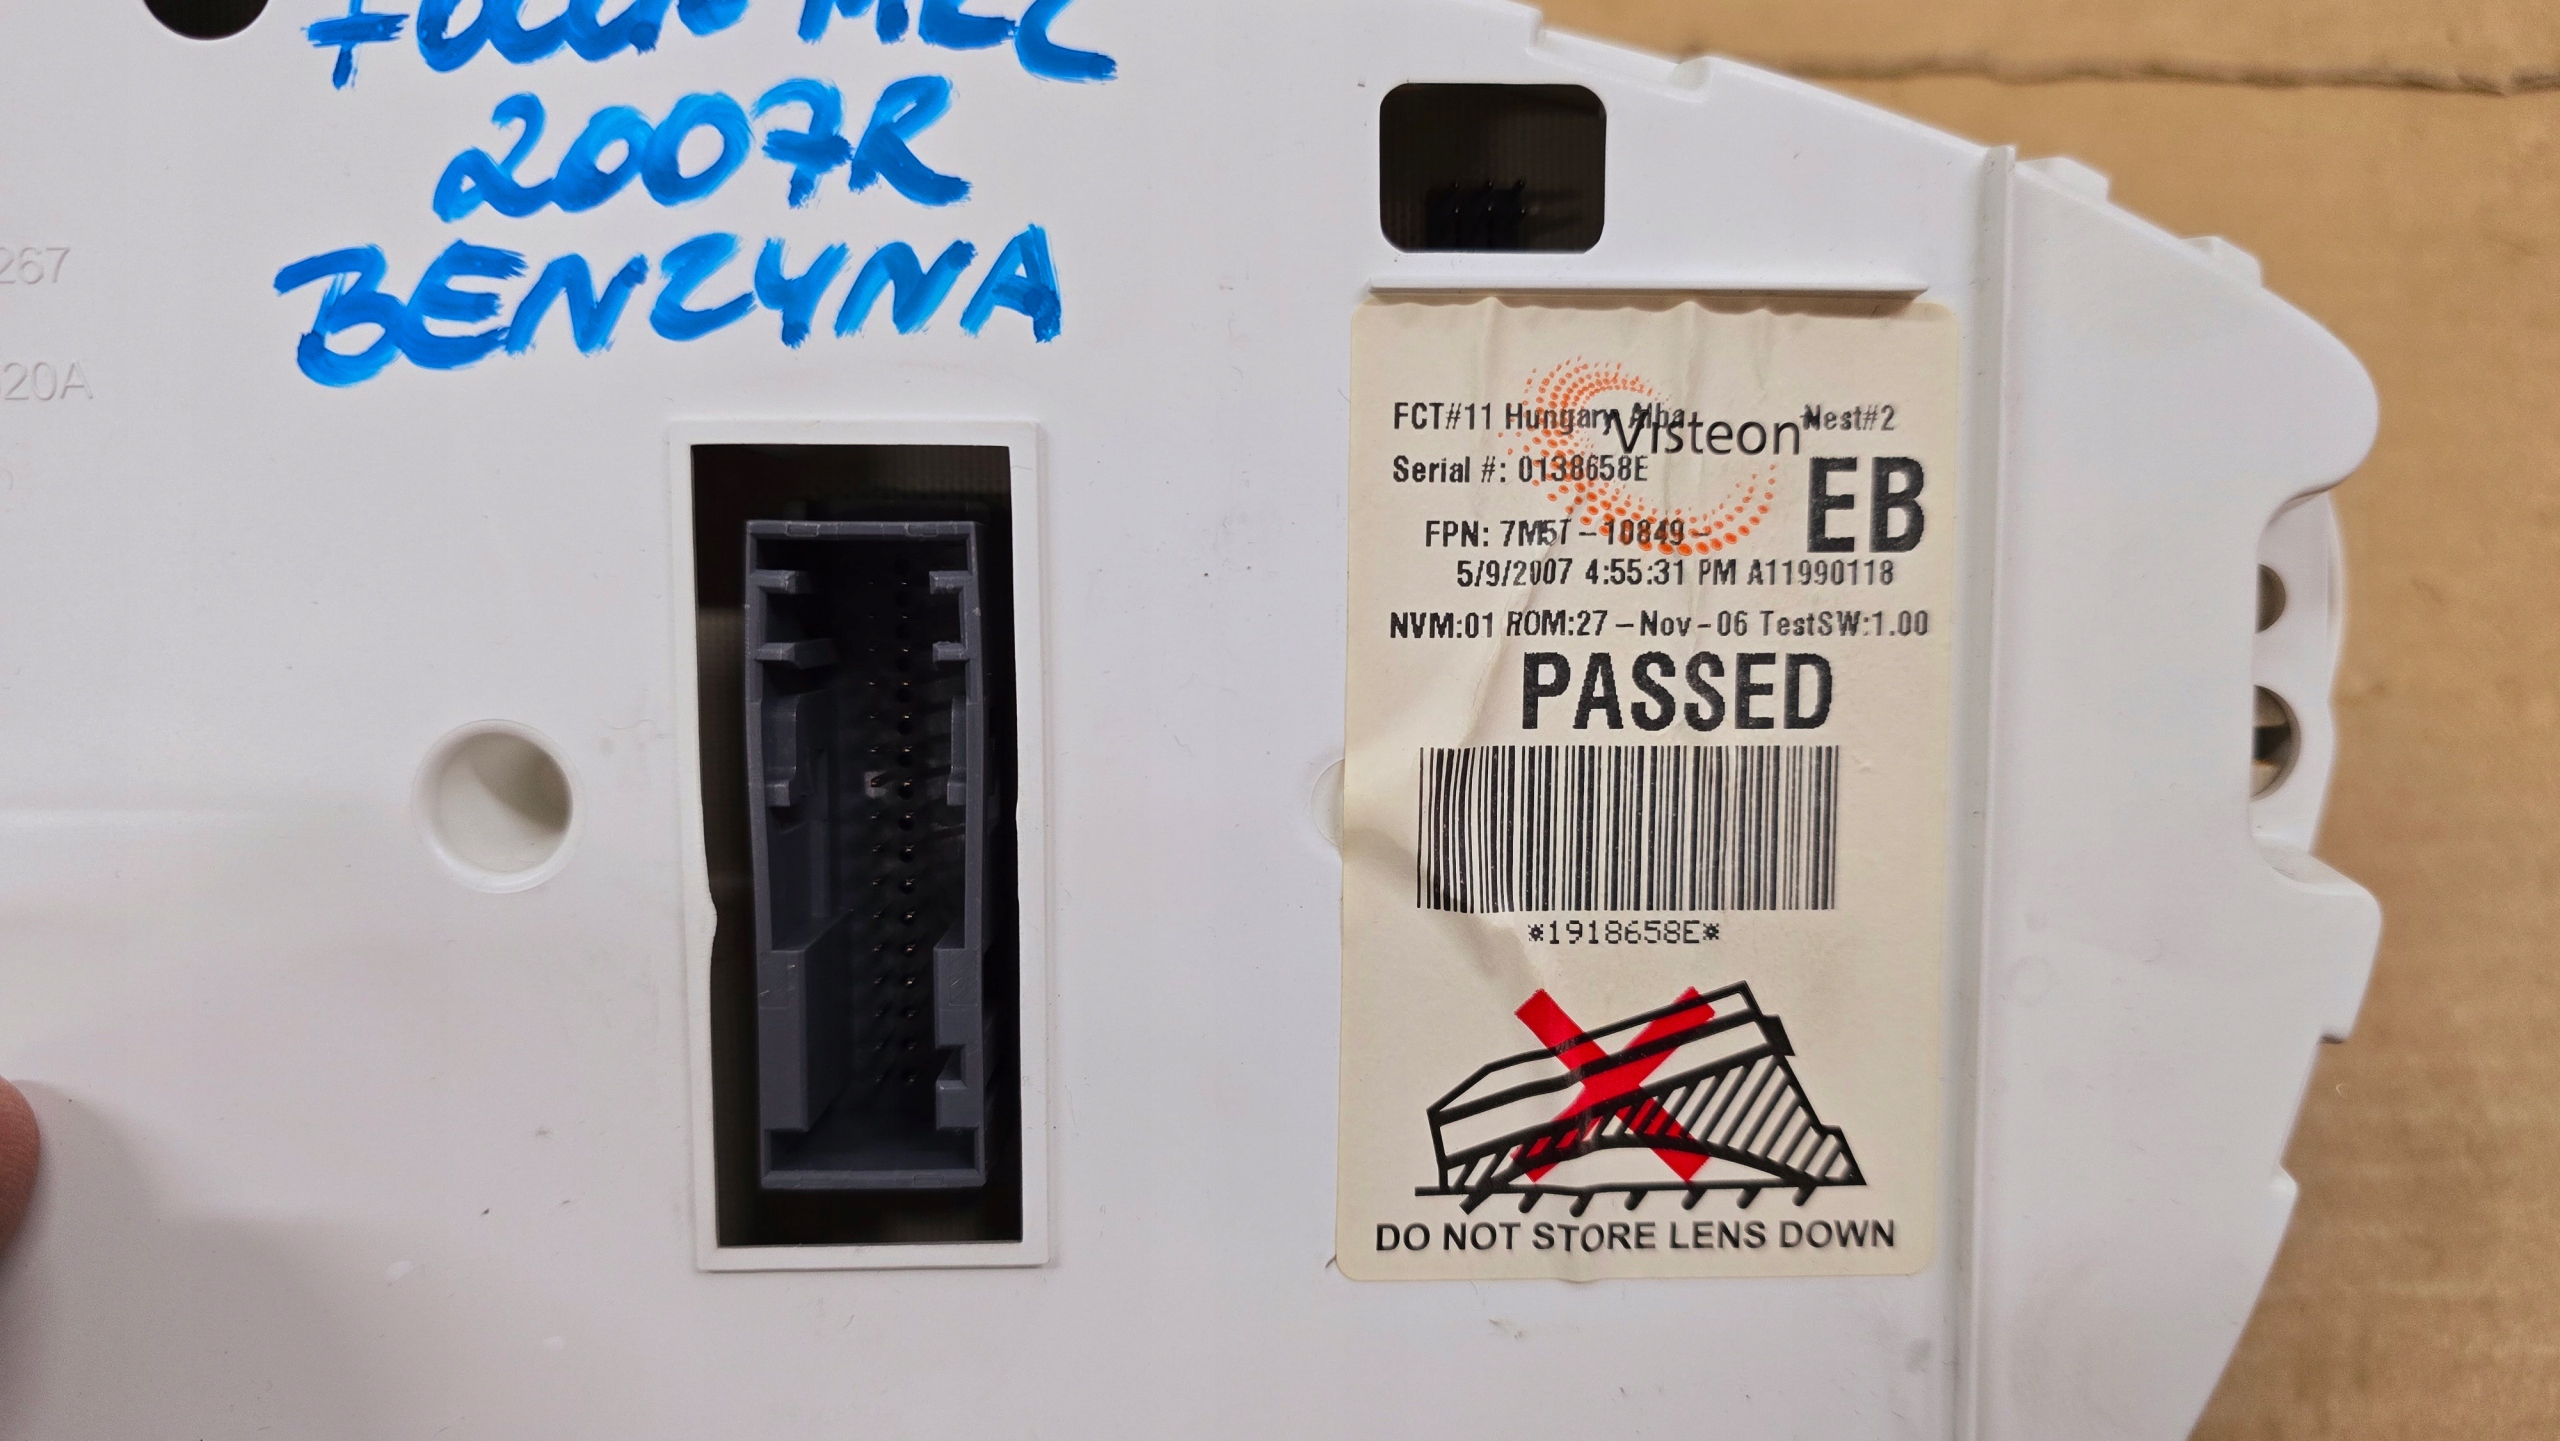 2007R
BENZYNA
267
20A
FCT#11 Hungary Alba Nest#2
Visteon
Serial #: 0138658E
EB
FPN: 7M5T-10849-
5/9/2007 4:55:31 PM A11990118
NVM:01 ROM:27-Nov-06 TestSW:1.00
PASSED
*1918658E*
DO NOT STORE LENS DOWN